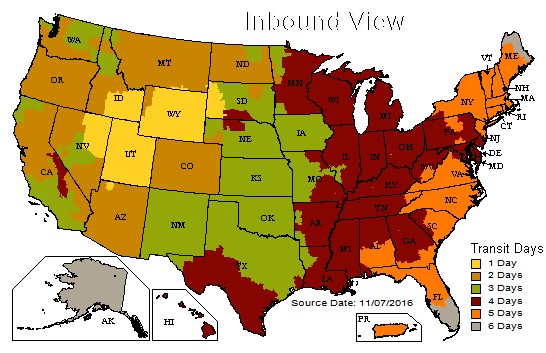 Inbound View
WA
OR
ID
MT
WY
ND
SD
NE
MN
WI
MI
IA
IL
IN
OH
PA
NY
VT
ME
NH
MA
RI
CT
NJ
DE
MD
WV
VA
KY
NC
SC
TN
GA
AL
MS
LA
AR
MO
KS
OK
TX
NM
CO
UT
NV
CA
AZ
FL
AK
HI
PR
Source Date: 11/07/2016
Transit Days
1 Day
2 Days
3 Days
4 Days
5 Days
6 Days